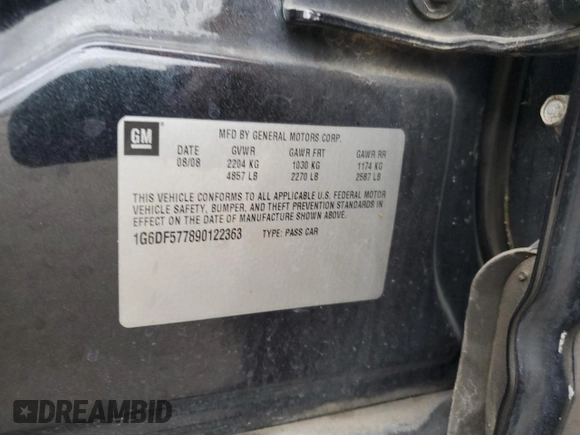 GM
MFD BY GENERAL MOTORS CORP.
DATE GVWR GAWR FRT GAWR RR
08/08 2204 KG 1030 KG 1174 KG
4857 LB 2270 LB 2587 LB
THIS VEHICLE CONFORMS TO ALL APPLICABLE U.S. FEDERAL MOTOR
VEHICLE SAFETY, BUMPER, AND THEFT PREVENTION STANDARDS IN
EFFECT ON THE DATE OF MANUFACTURE SHOWN ABOVE.
1G6DF577890122363 TYPE: PASS CAR
DREAMBID